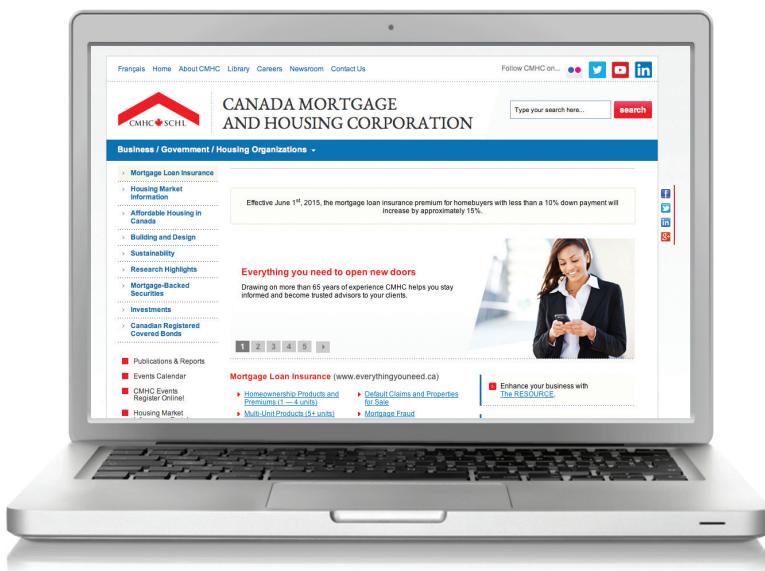 Français Home About CMHC Library Careers Newsroom Contact Us
Follow CMHC on...
in
CMHC SCHL
CANADA MORTGAGE
AND HOUSING CORPORATION
Type your search here...
search
Business / Government / Housing Organizations
Mortgage Loan Insurance
Housing Market
Information
Affordable Housing in
Canada
Building and Design
Sustainability
Research Highlights
Mortgage-Backed
Securities
Investments
Canadian Registered
Covered Bonds
Publications & Reports
Events Calendar
CMHC Events
Register Online!
Housing Market
Effective June 1st, 2015, the mortgage loan insurance premium for homebuyers with less than a 10% down payment will
increase by approximately 15%.
f
in
g+
Everything you need to open new doors
Drawing on more than 65 years of experience CMHC helps you stay
informed and become trusted advisors to your clients.
1 2 3 4 5
Mortgage Loan Insurance (www.everythingyouneed.ca)
Homeownership Products and
Premiums (1 — 4 units)
Multi-Unit Products (5+ units)
Default Claims and Properties
for Sale
Mortgage Fraud
Enhance your business with
The RESOURCE.